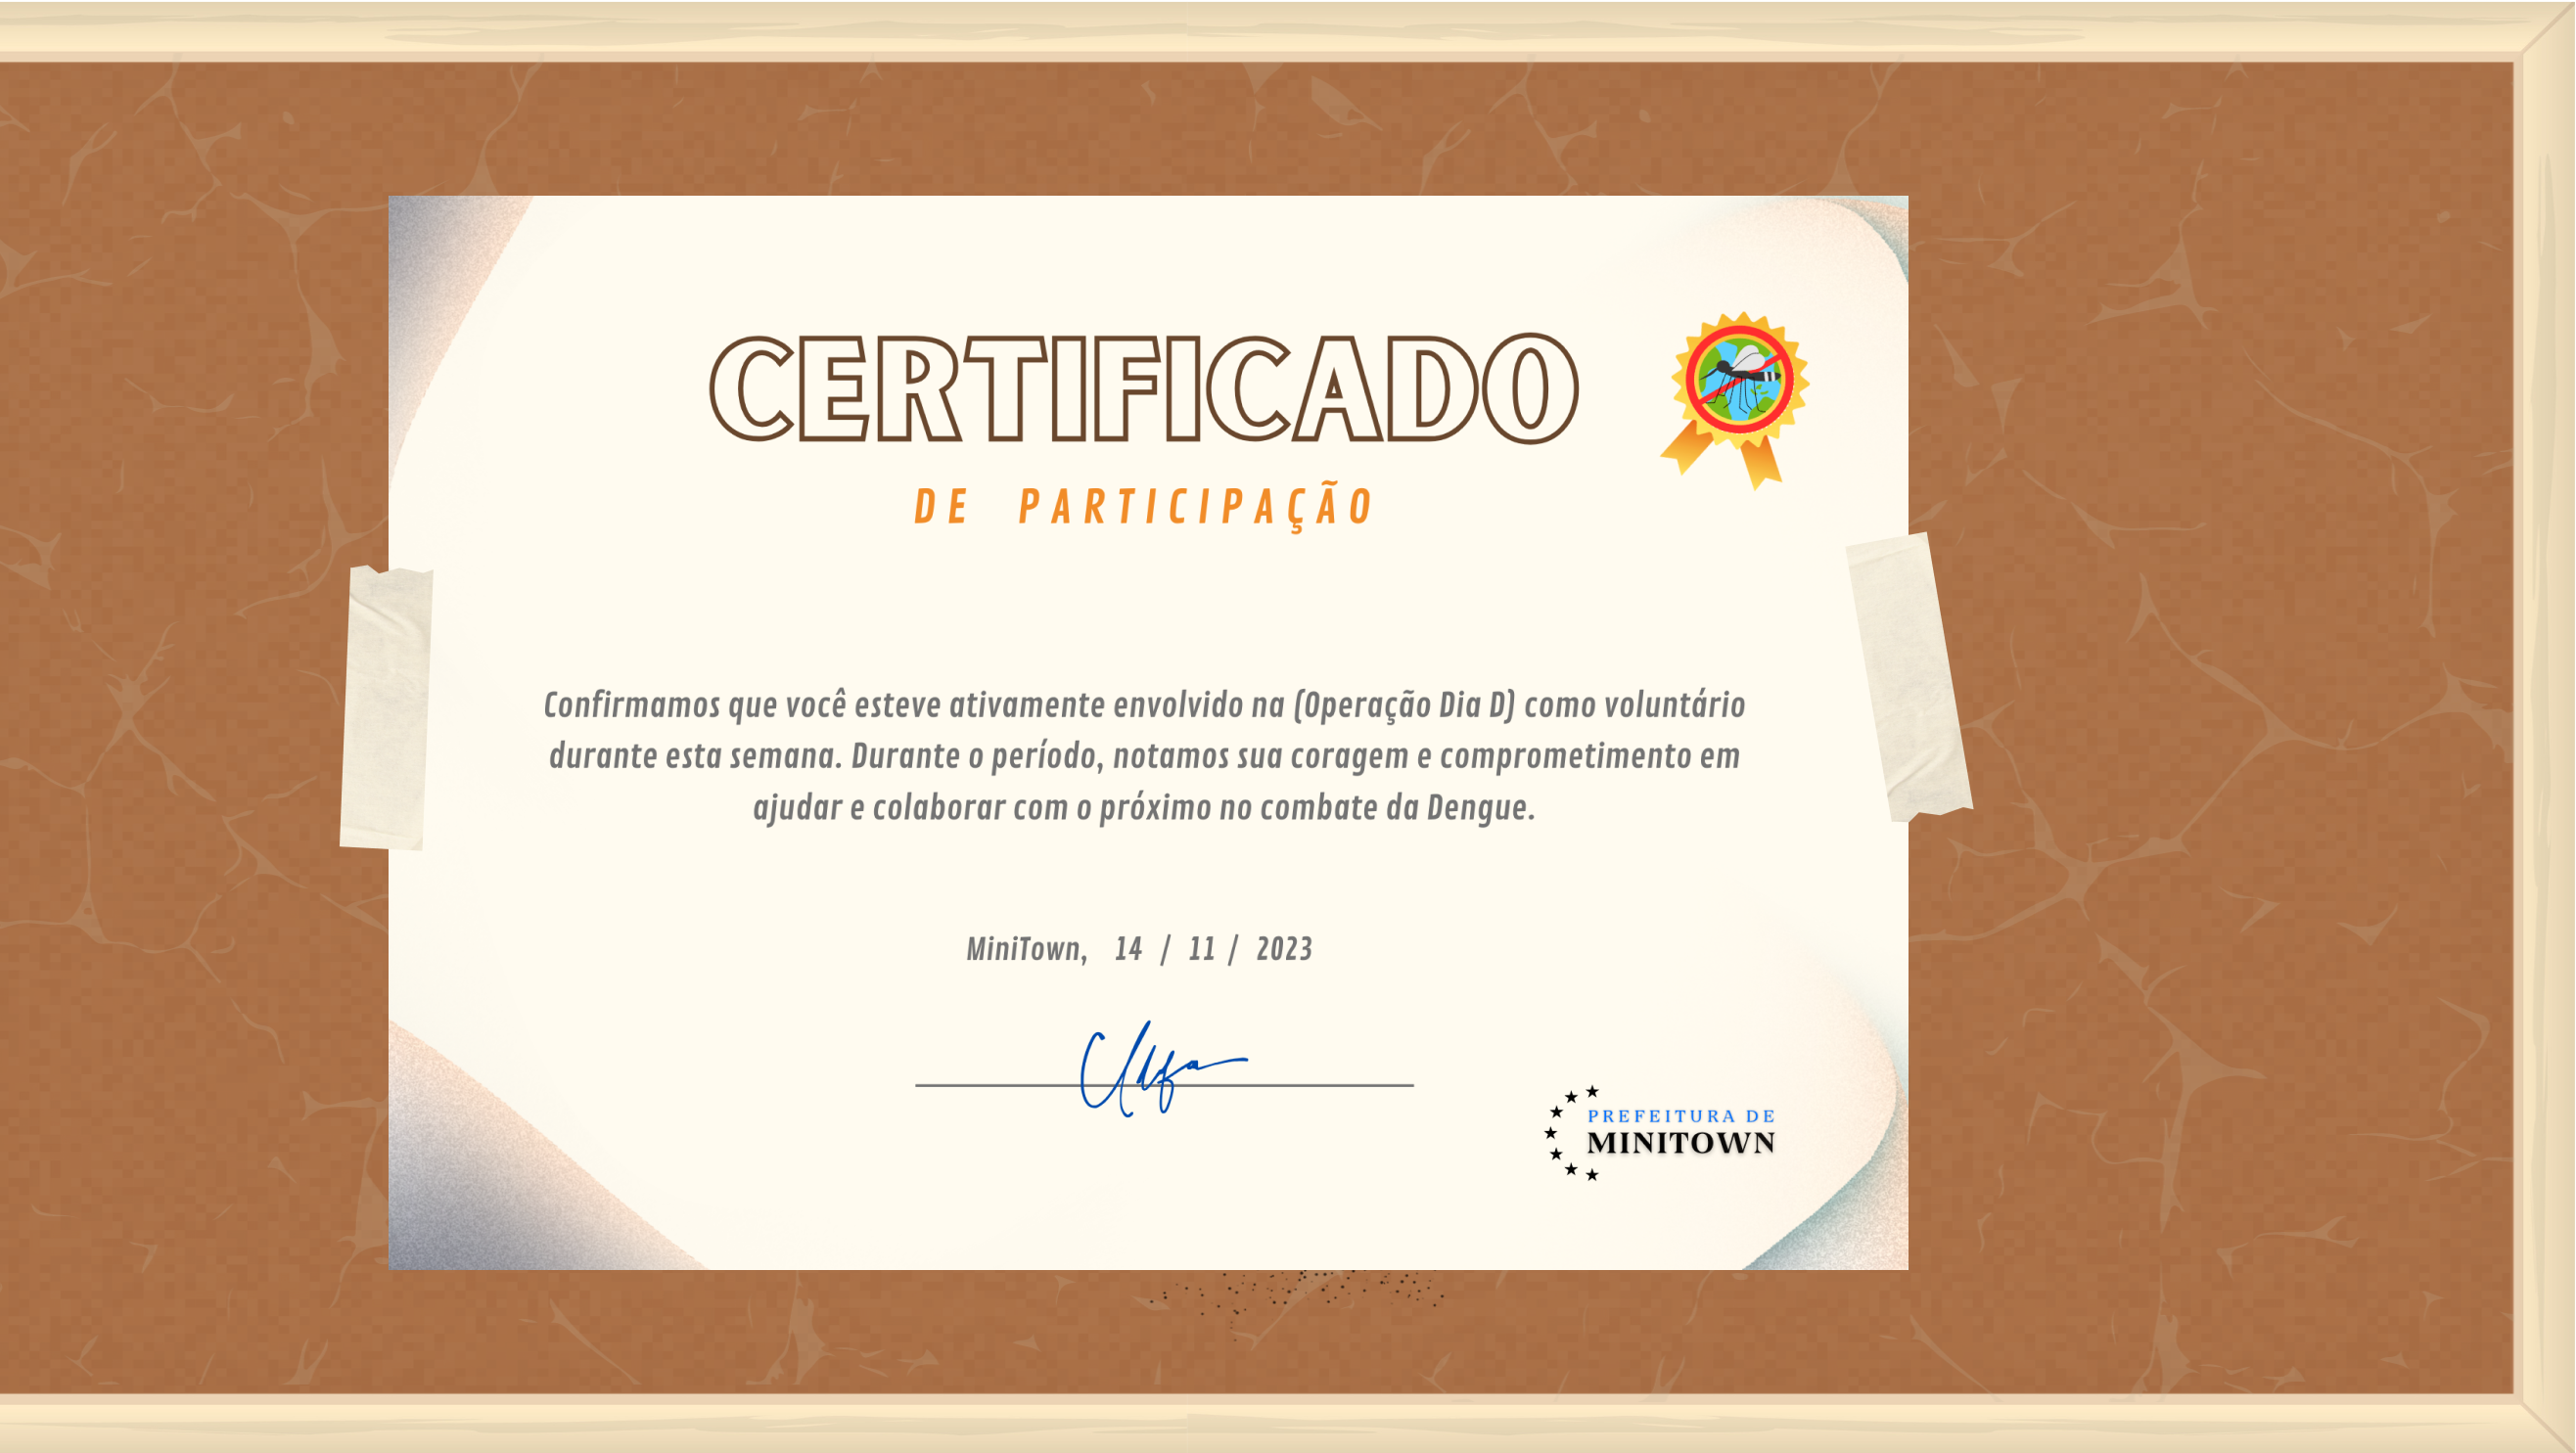 CERTIFICADO
DE PARTICIPAÇÃO
Confirmamos que você esteve ativamente envolvido na (Operação Dia D) como voluntário
durante esta semana. Durante o período, notamos sua coragem e comprometimento em
ajudar e colaborar com o próximo no combate da Dengue.
MiniTown, 14 / 11 / 2023
PREFEITURA DE
MINITOWN